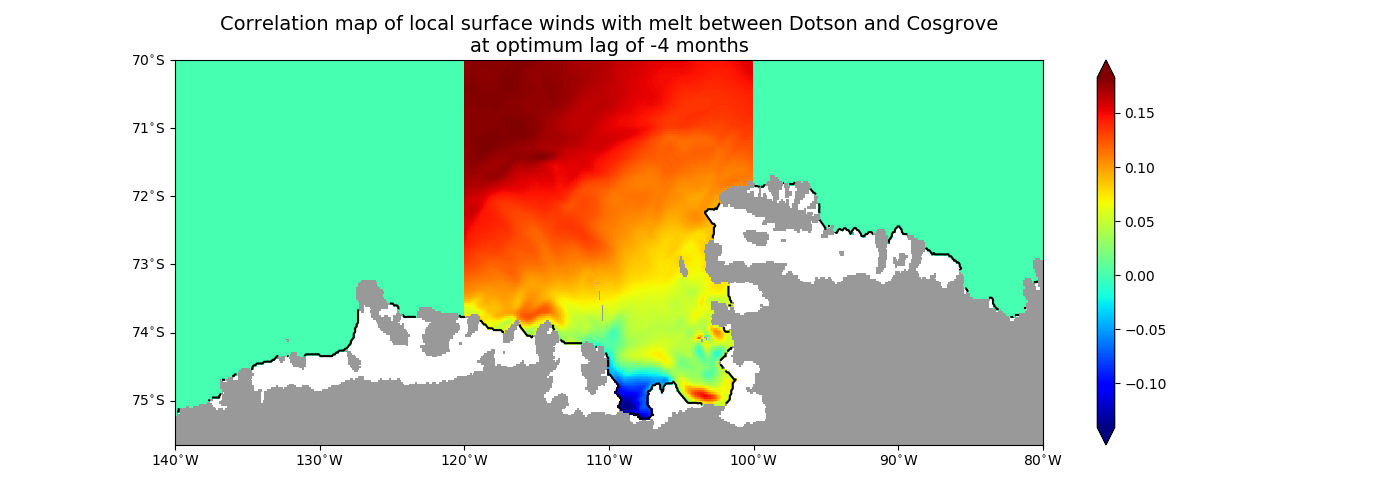 Correlation map of local surface winds with melt between Dotson and Cosgrove
at optimum lag of -4 months
70°S
71°S
72°S
73°S
74°S
75°S
140°W
130°W
120°W
110°W
100°W
90°W
80°W
0.15
0.10
0.05
0.00
−0.05
−0.10